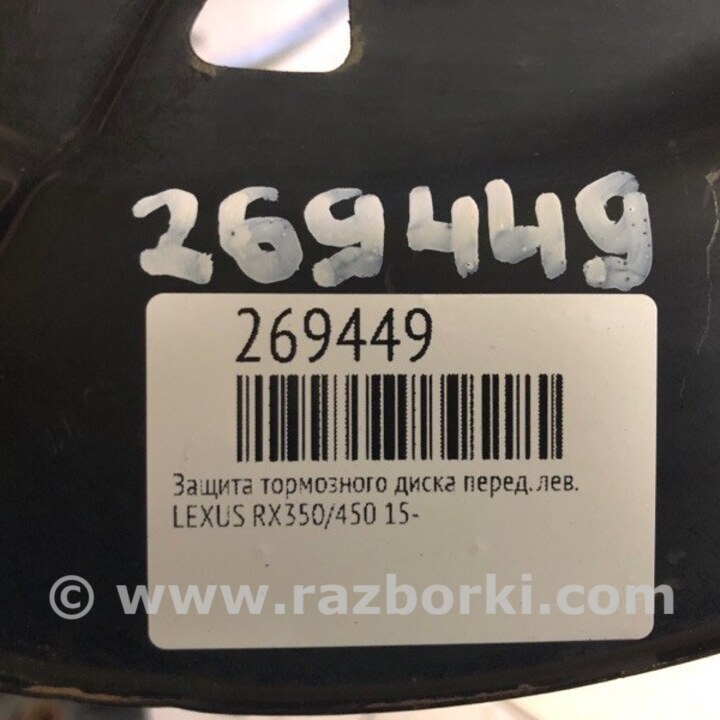 269449
269449
Защита тормозного диска перед. лев.
LEXUS RX350/450 15-
© www.razborki.com